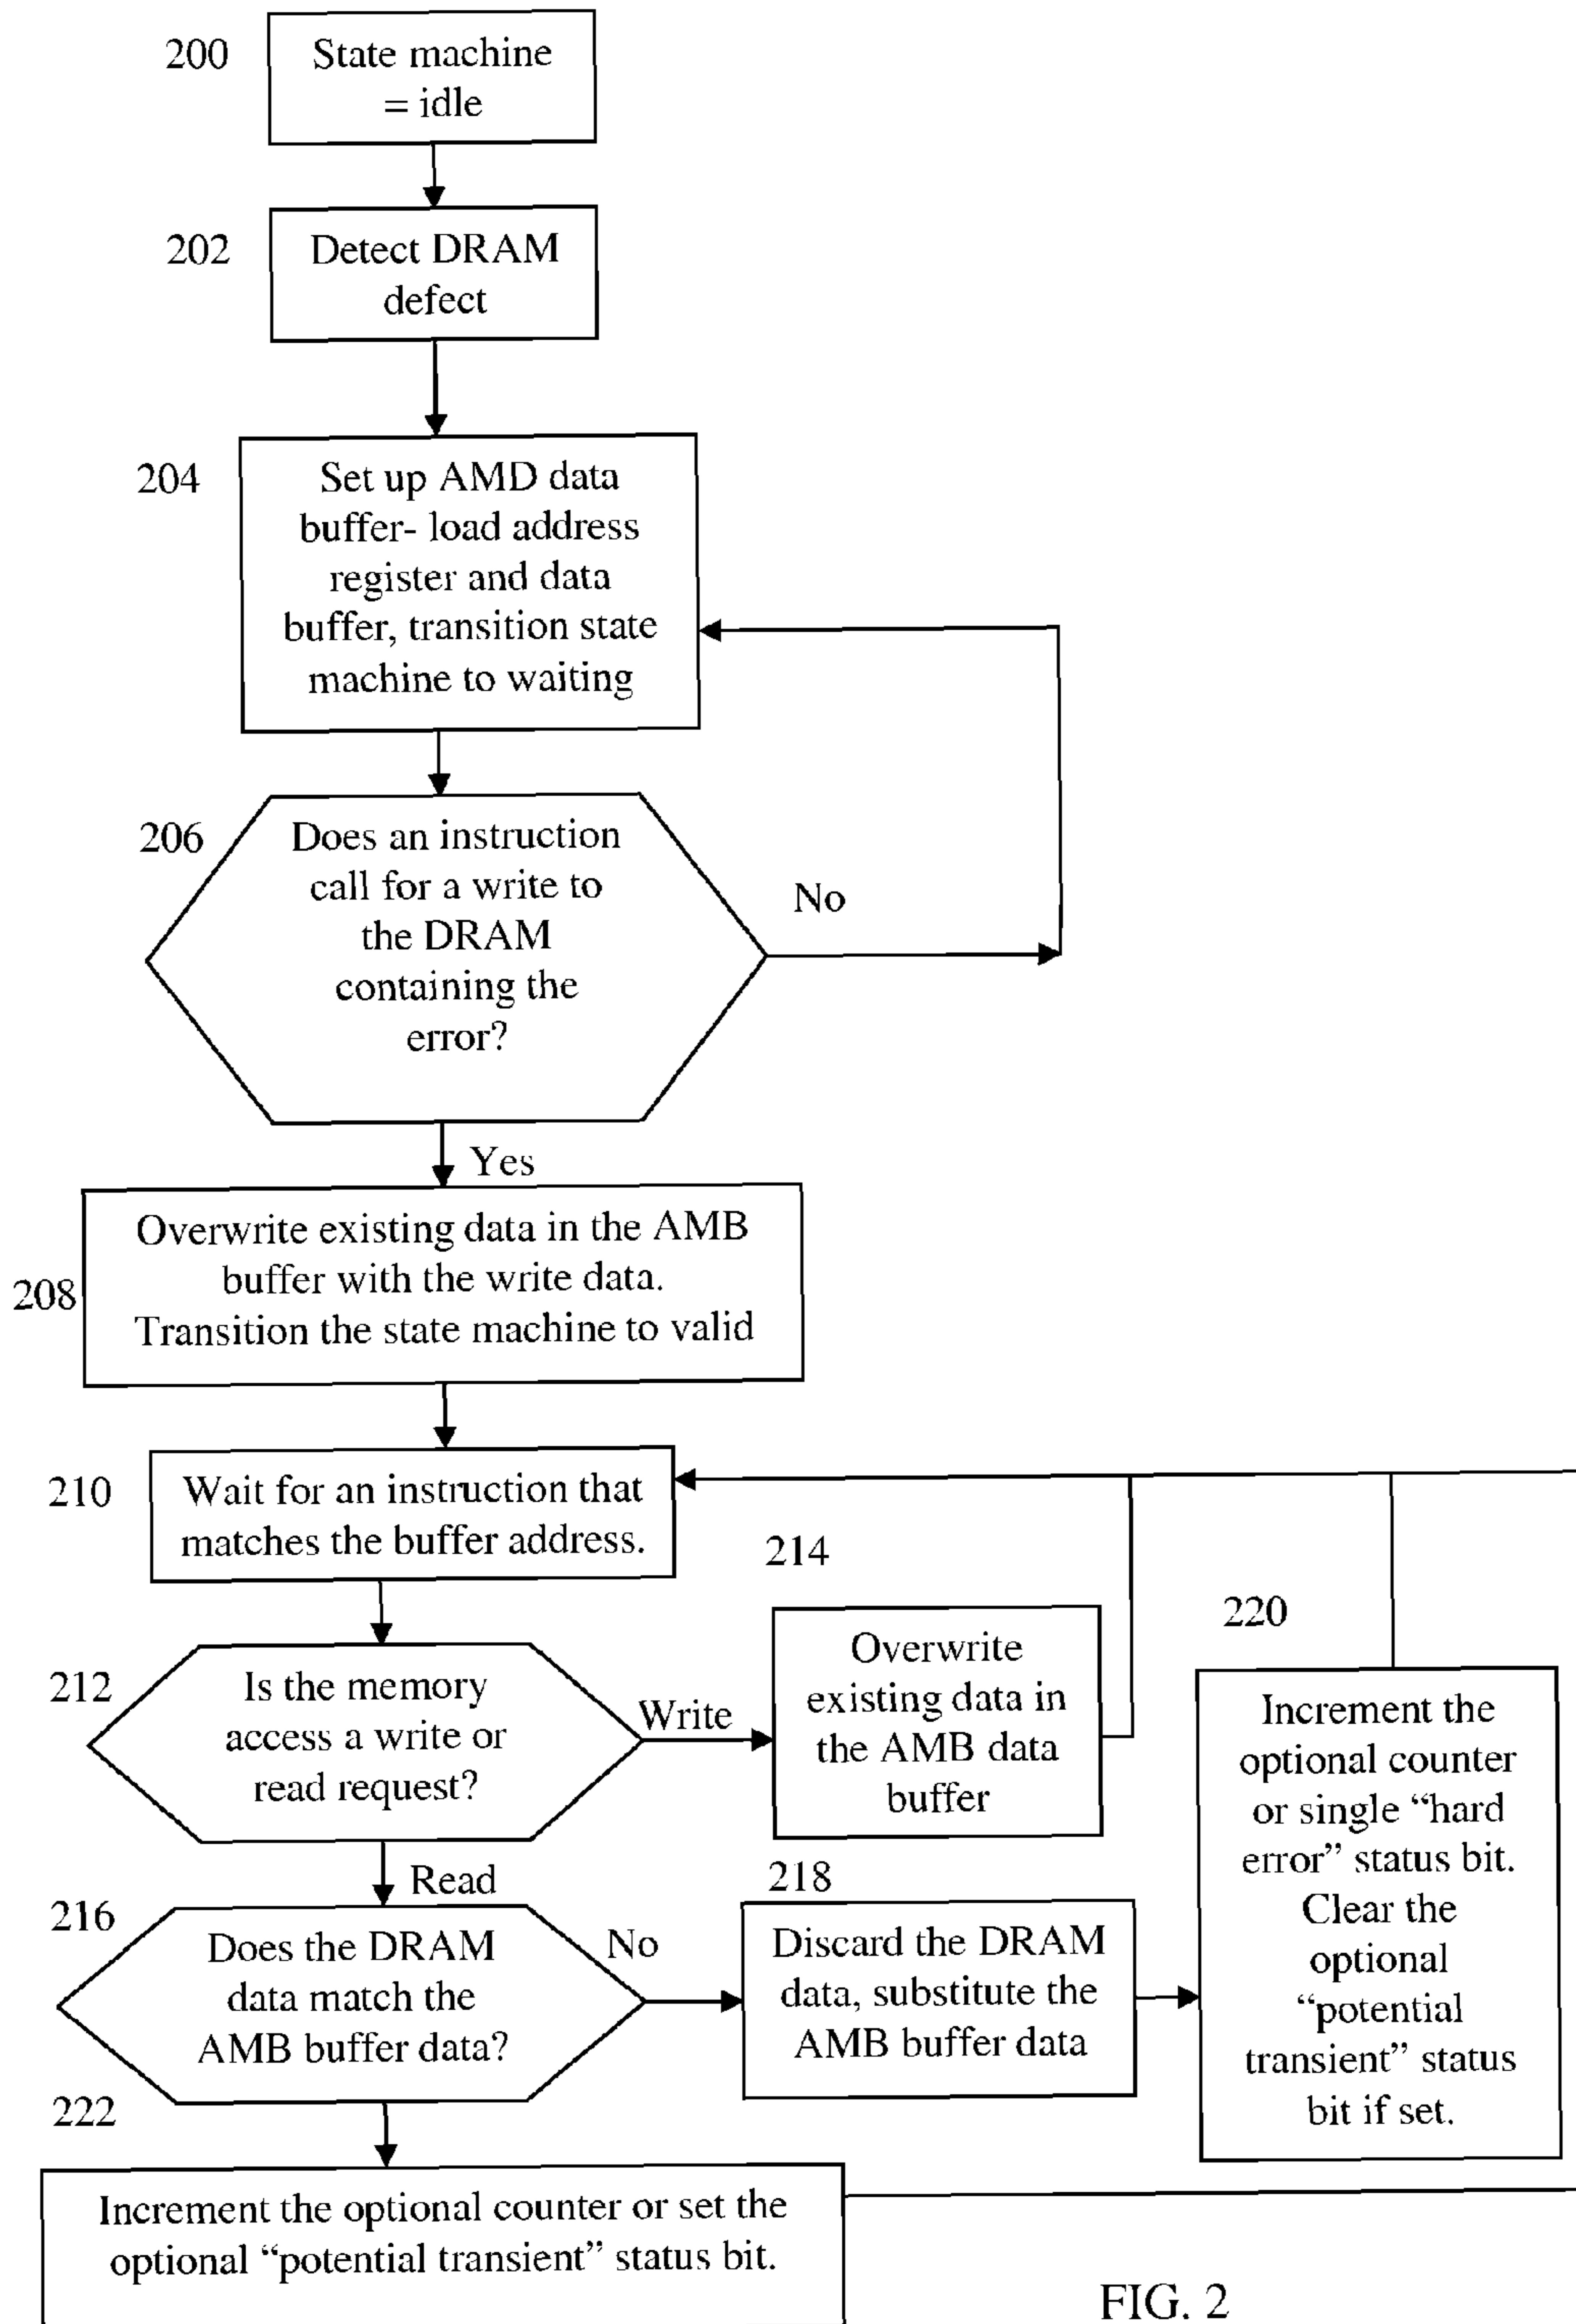 200
State machine
= idle
202
Detect DRAM
defect
204
Set up AMD data
buffer- load address
register and data
buffer, transition state
machine to waiting
206
Does an instruction
call for a write to
the DRAM
containing the
error?
No
Yes
208
Overwrite existing data in the AMB
buffer with the write data.
Transition the state machine to valid
210
Wait for an instruction that
matches the buffer address.
212
Is the memory
access a write or
read request?
Write
214
Overwrite
existing data in
the AMB data
buffer
Read
216
Does the DRAM
data match the
AMB buffer data?
No
218
Discard the DRAM
data, substitute the
AMB buffer data
220
Increment the
optional counter
or single “hard
error” status bit.
Clear the
optional
“potential
transient” status
bit if set.
222
Increment the optional counter or set the
optional “potential transient” status bit.
FIG. 2